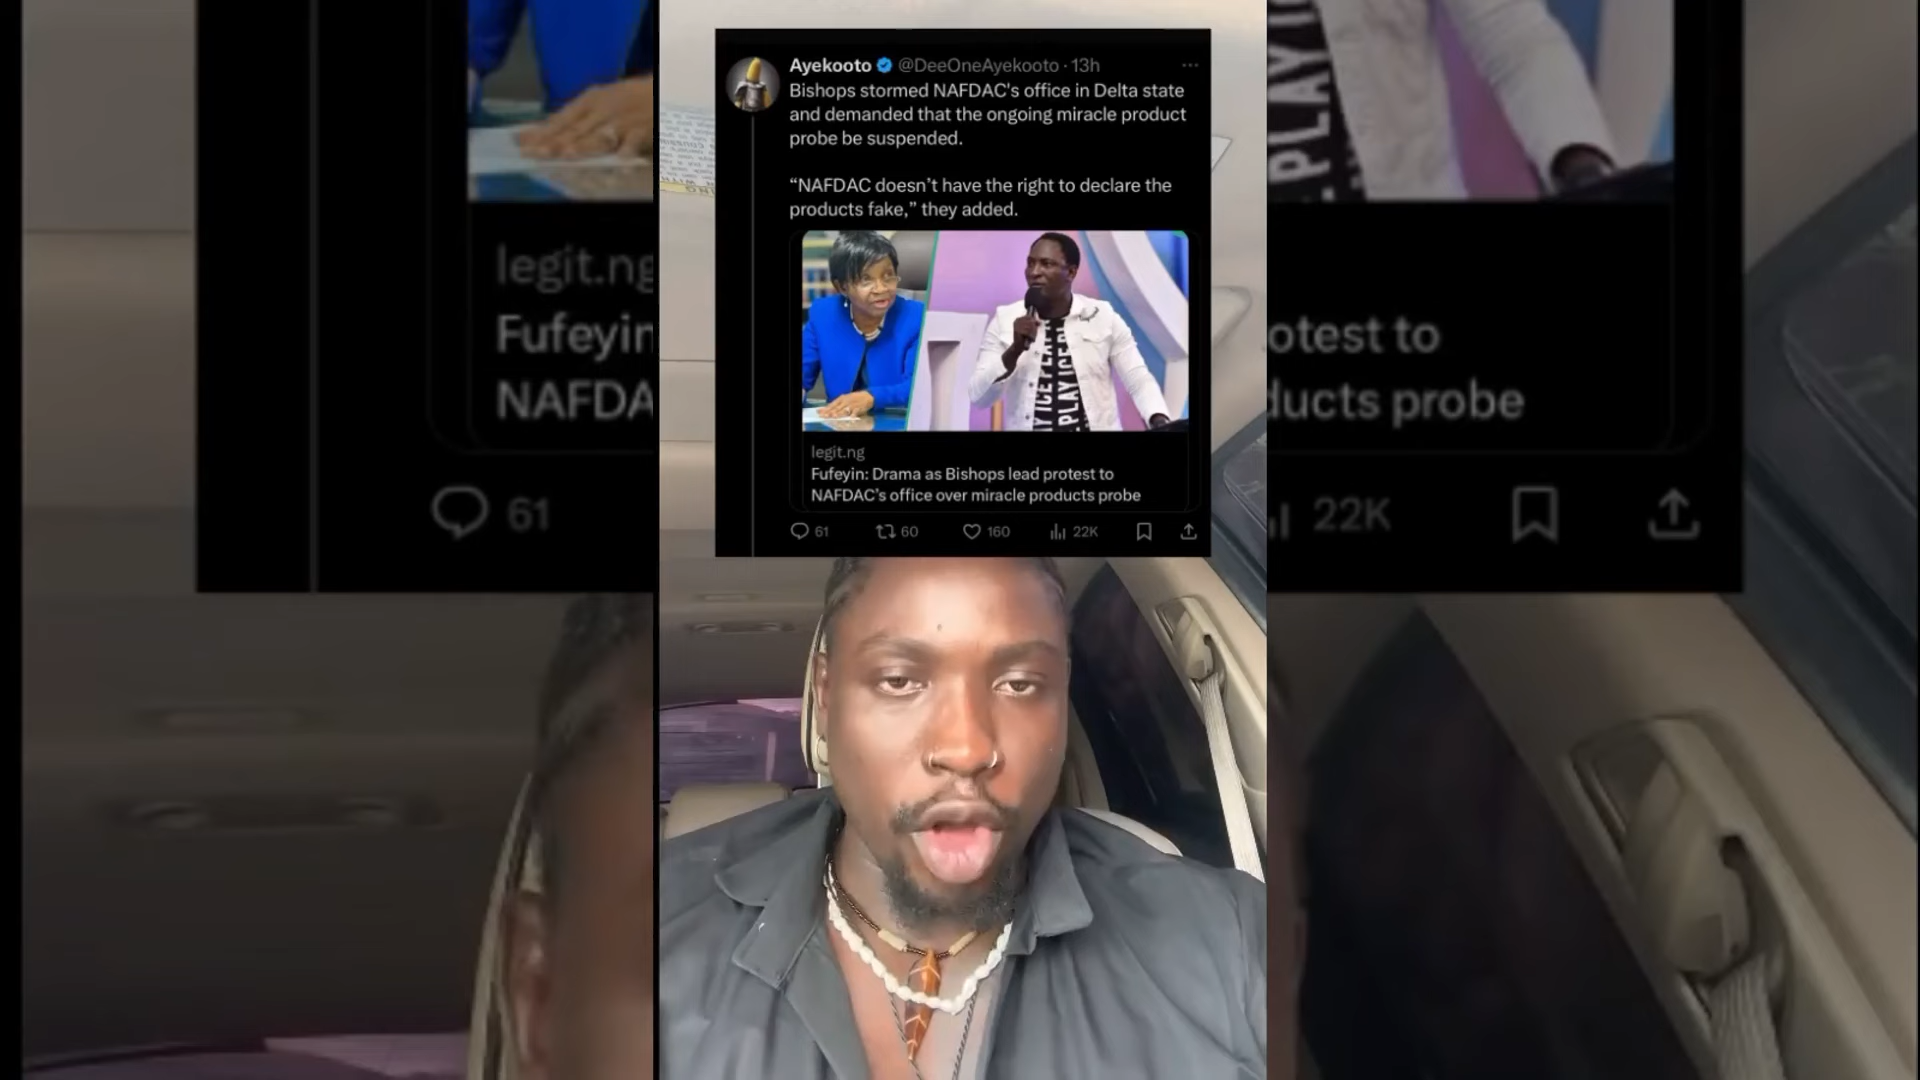 Ayekooto @DeeOneAyekooto · 13h
Bishops stormed NAFDAC's office in Delta state
and demanded that the ongoing miracle product
probe be suspended.
“NAFDAC doesn’t have the right to declare the
products fake,” they added.
legit.ng
Fufeyin: Drama as Bishops lead protest to
NAFDAC’s office over miracle products probe
61
60
160
22K
legit.ng
Fufeyin
NAFDA
61
PLAY
otest to
ducts probe
22K